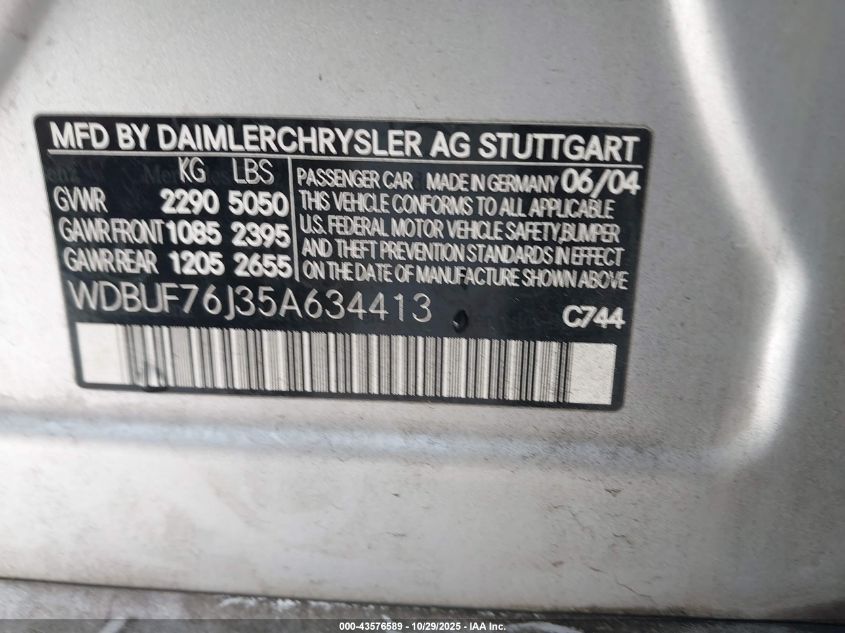 MFD BY DAIMLERCHRYSLER AG STUTTGART
KG LBS
GVWR 2290 5050
GAWR FRONT 1085 2395
GAWR REAR 1205 2655
PASSENGER CAR MADE IN GERMANY 06/04
THIS VEHICLE CONFORMS TO ALL APPLICABLE
U.S. FEDERAL MOTOR VEHICLE SAFETY, BUMPER
AND THEFT PREVENTION STANDARDS IN EFFECT
ON THE DATE OF MANUFACTURE SHOWN ABOVE.
WDBUF76J35A634413
C744
000-43576589 - 10/29/2025 - IAA Inc.